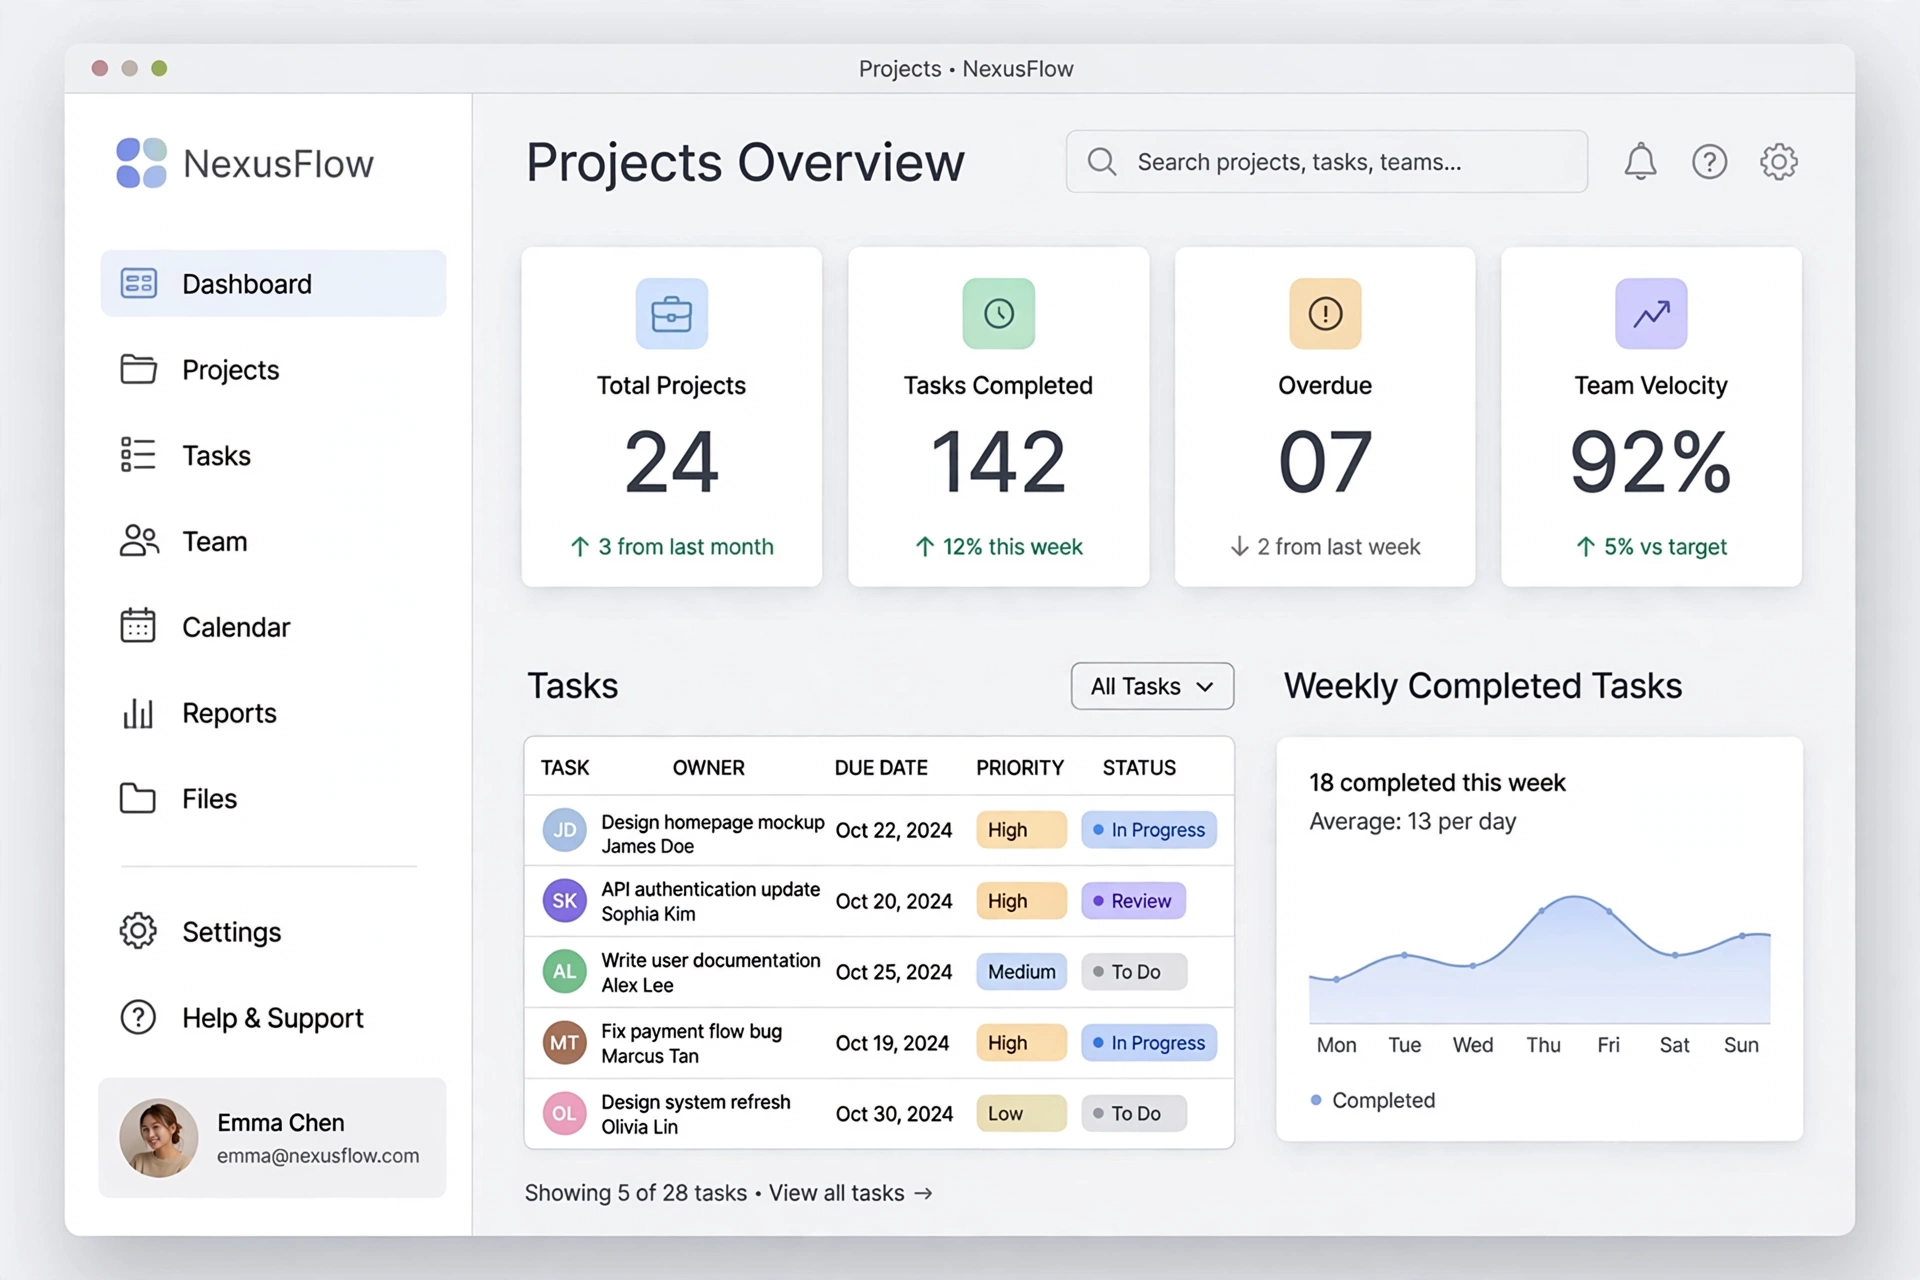 Projects • NexusFlow
NexusFlow
Dashboard
Projects
Tasks
Team
Calendar
Reports
Files
Settings
Help & Support
Emma Chen
emma@nexusflow.com
Projects Overview
Search projects, tasks, teams...
Total Projects
24
↑ 3 from last month
Tasks Completed
142
↑ 12% this week
Overdue
07
↓ 2 from last week
Team Velocity
92%
↑ 5% vs target
Tasks
All Tasks
TASK OWNER DUE DATE PRIORITY STATUS
JD Design homepage mockup Oct 22, 2024 High In Progress
James Doe
SK API authentication update Oct 20, 2024 High Review
Sophia Kim
AL Write user documentation Oct 25, 2024 Medium To Do
Alex Lee
MT Fix payment flow bug Oct 19, 2024 High In Progress
Marcus Tan
OL Design system refresh Oct 30, 2024 Low To Do
Olivia Lin
Showing 5 of 28 tasks • View all tasks →
Weekly Completed Tasks
18 completed this week
Average: 13 per day
Mon Tue Wed Thu Fri Sat Sun
Completed